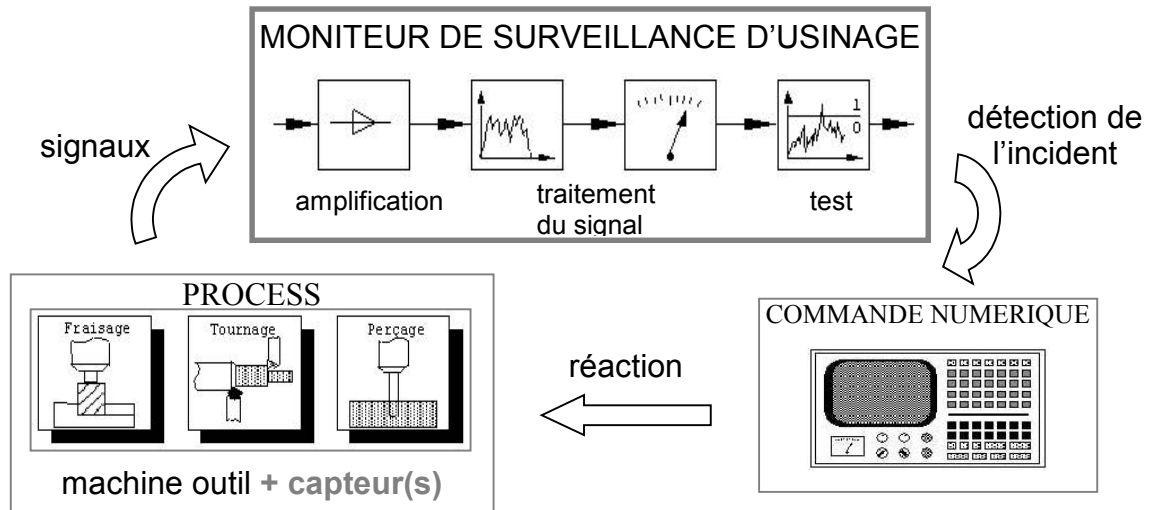 MONITEUR DE SURVEILLANCE D'USINAGE
1
0
amplification
traitement
du signal
test
signaux
détection de
l'incident
PROCESS
Fraisage
Tournage
Perçage
machine outil + capteur(s)
réaction
COMMANDE NUMERIQUE